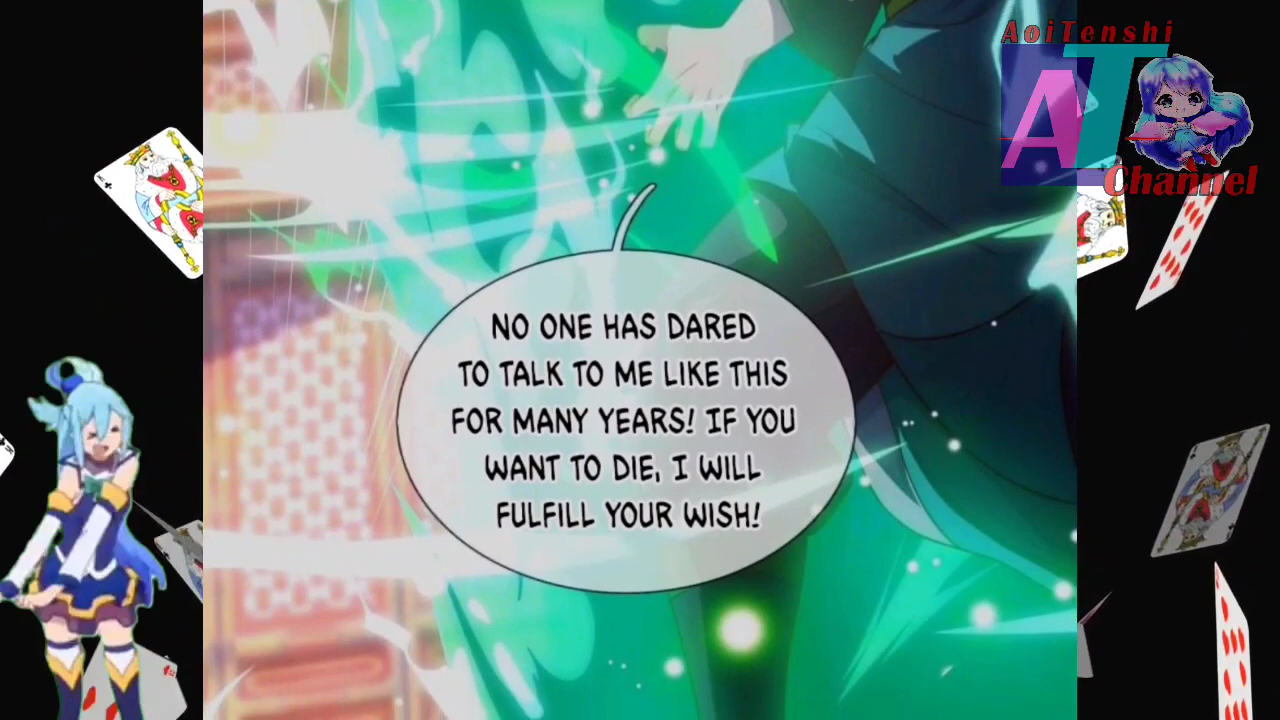 AoiTenshi
AT
Channel
NO ONE HAS DARED
TO TALK TO ME LIKE THIS
FOR MANY YEARS! IF YOU
WANT TO DIE, I WILL
FULFILL YOUR WISH!